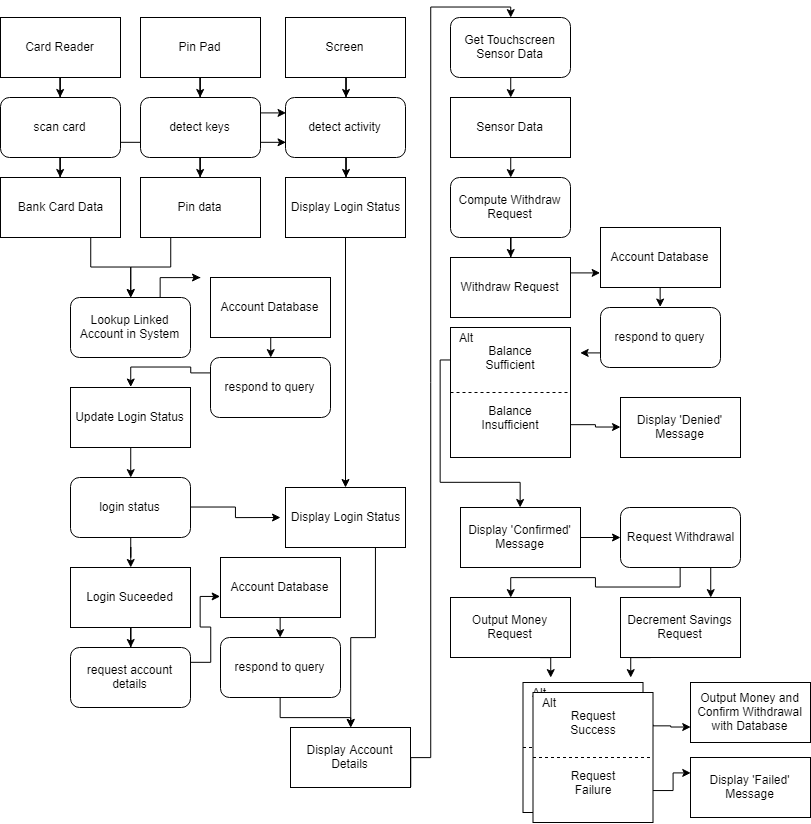 Card Reader
Pin Pad
Screen
scan card
detect keys
detect activity
Bank Card Data
Pin data
Display Login Status
Lookup Linked
Account in System
Account Database
respond to query
Update Login Status
login status
Display Login Status
Login Suceeded
Account Database
request account
details
respond to query
Display Account
Details
Get Touchscreen
Sensor Data
Sensor Data
Compute Withdraw
Request
Withdraw Request
Account Database
respond to query
Alt
Balance
Sufficient
Balance
Insufficient
Display 'Denied'
Message
Display 'Confirmed'
Message
Request Withdrawal
Output Money
Request
Decrement Savings
Request
Alt
Alt
Request
Success
Request
Failure
Output Money and
Confirm Withdrawal
with Database
Display 'Failed'
Message